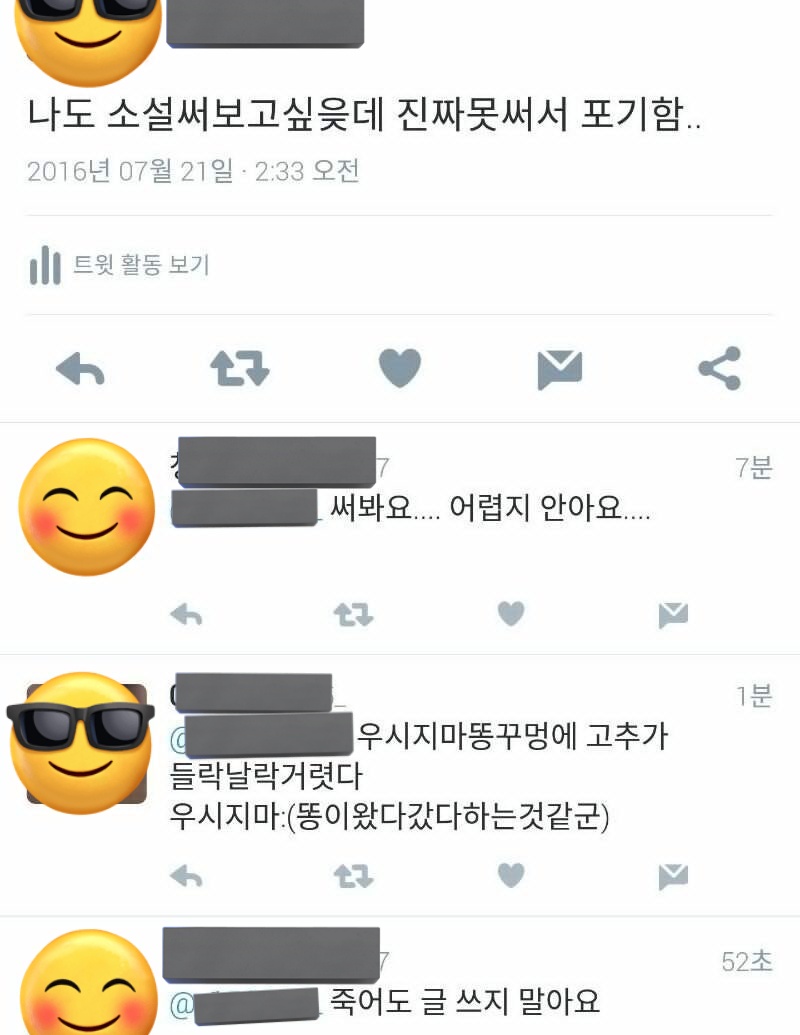 나도 소설써보고싶읒데 진짜못써서 포기함..
2016년 07월 21일 · 2:33 오전
트윗 활동 보기
7
7분
써봐요.... 어렵지 안아요....
1분
@ 우시지마똥꾸멍에 고추가
들락날락거렷다
우시지마:(똥이왔다갔다하는것같군)
7
52초
@ 죽어도 글 쓰지 말아요